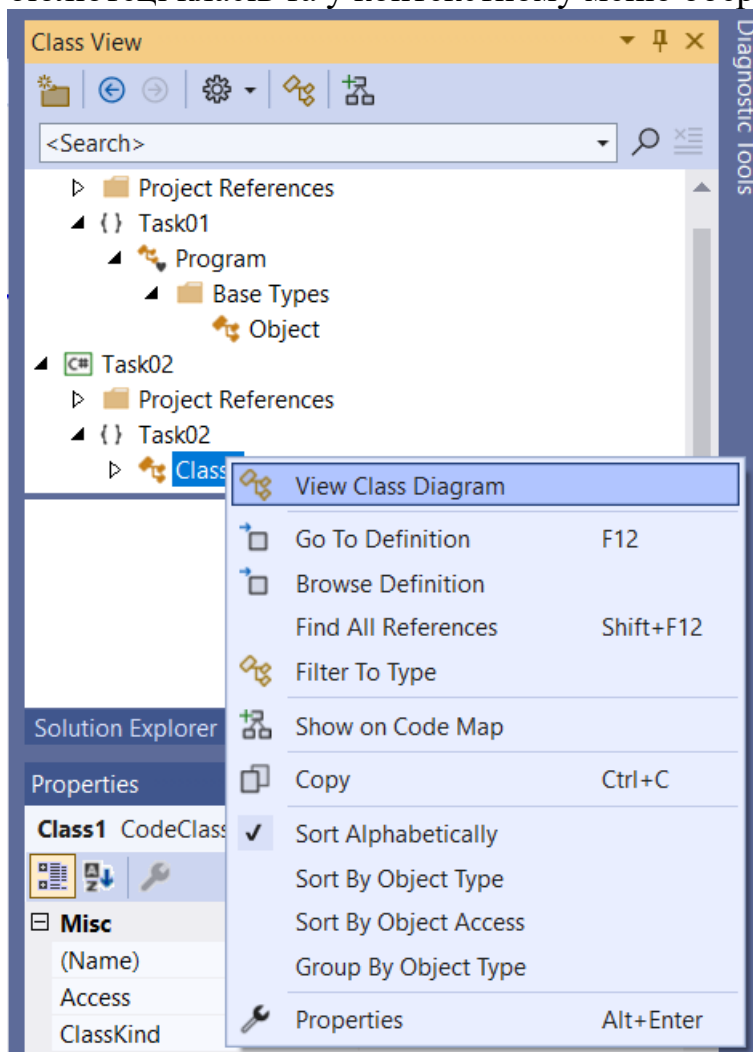 Class View
Diagnostic Tools
<Search>
Project References
{ } Task01
Program
Base Types
Object
C# Task02
Project References
{ } Task02
Class
View Class Diagram
Go To Definition F12
Browse Definition
Find All References Shift+F12
Filter To Type
Show on Code Map
Copy Ctrl+C
Sort Alphabetically
Sort By Object Type
Sort By Object Access
Group By Object Type
Properties Alt+Enter
Solution Explorer
Properties
Class1 CodeClass
Misc
(Name)
Access
ClassKind